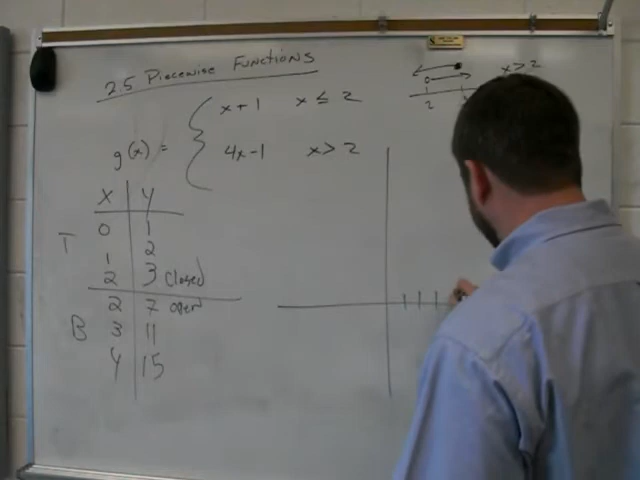 2.5 Piecewise Functions
x > 2
2
g(x) = { x + 1 x ≤ 2
4x - 1 x > 2
X Y
T 0 1
1 2
2 3 closed
2 7 open
B 3 11
4 15